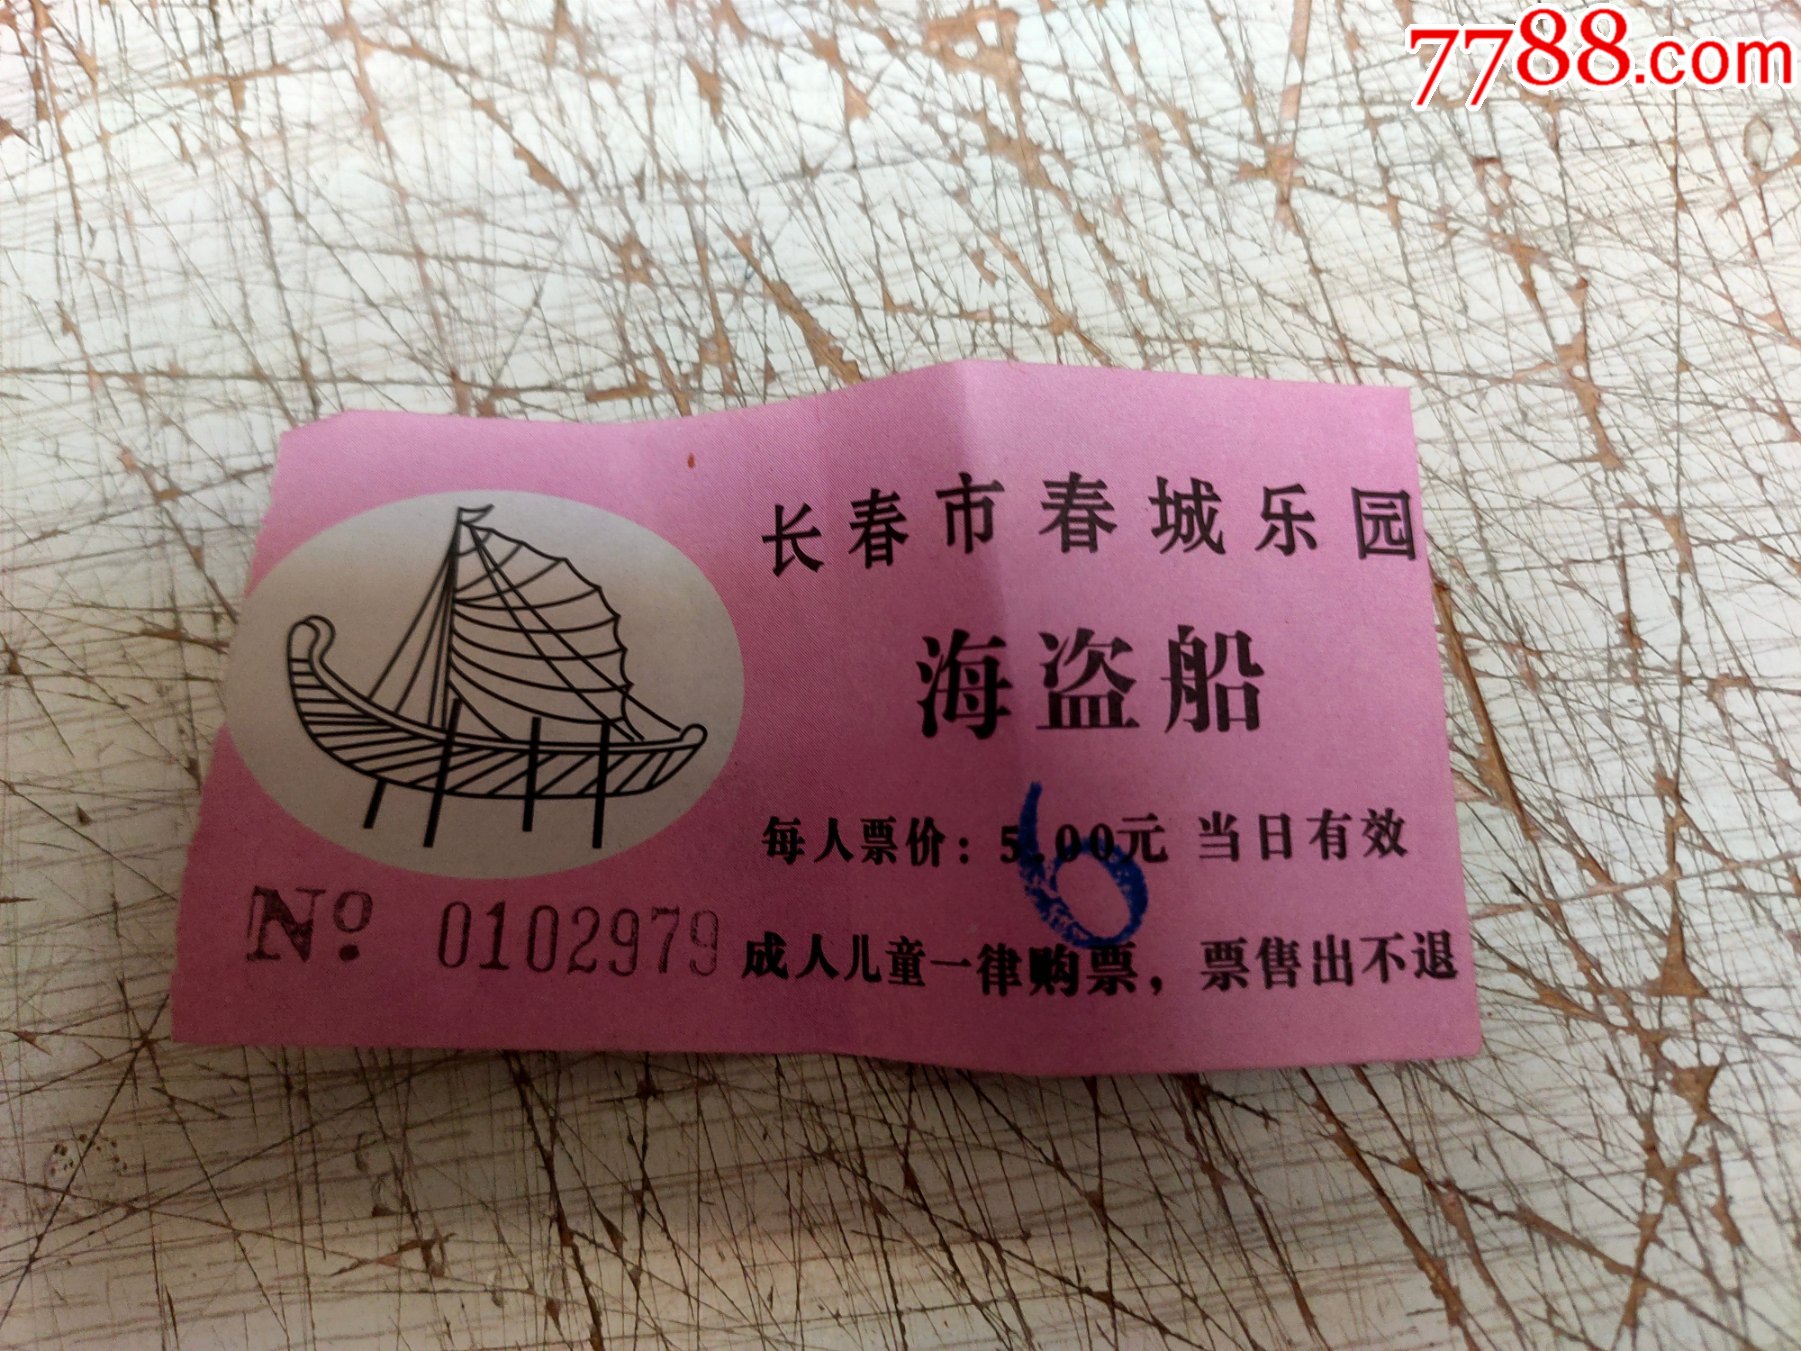 7788.com
长春市春城乐园
海盗船
每人票价：5.00元 当日有效
6
No. 0102979
成人儿童一律购票，票售出不退